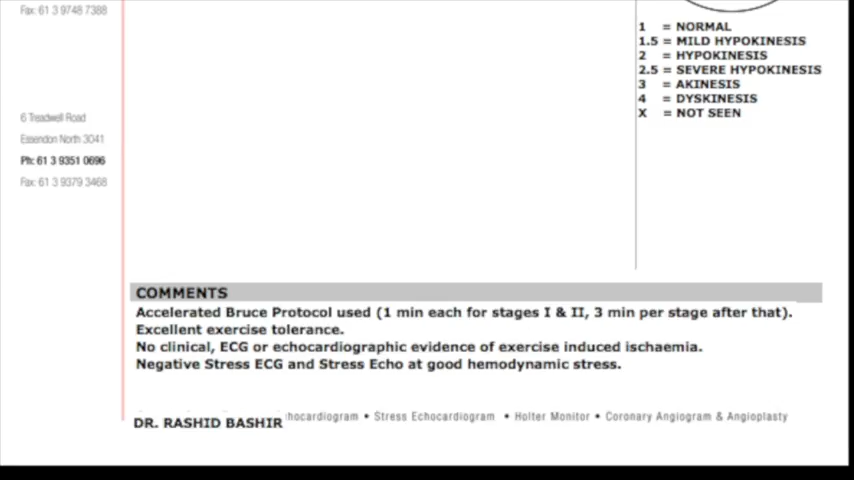 Fax: 61 3 9748 7388
6 Treadwell Road
Essendon North 3041
Ph: 61 3 9351 0696
Fax: 61 3 9379 3468
1 = NORMAL
1.5 = MILD HYPOKINESIS
2 = HYPOKINESIS
2.5 = SEVERE HYPOKINESIS
3 = AKINESIS
4 = DYSKINESIS
X = NOT SEEN
COMMENTS
Accelerated Bruce Protocol used (1 min each for stages I & II, 3 min per stage after that).
Excellent exercise tolerance.
No clinical, ECG or echocardiographic evidence of exercise induced ischaemia.
Negative Stress ECG and Stress Echo at good hemodynamic stress.
hocardiogram • Stress Echocardiogram • Holter Monitor • Coronary Angiogram & Angioplasty
DR. RASHID BASHIR